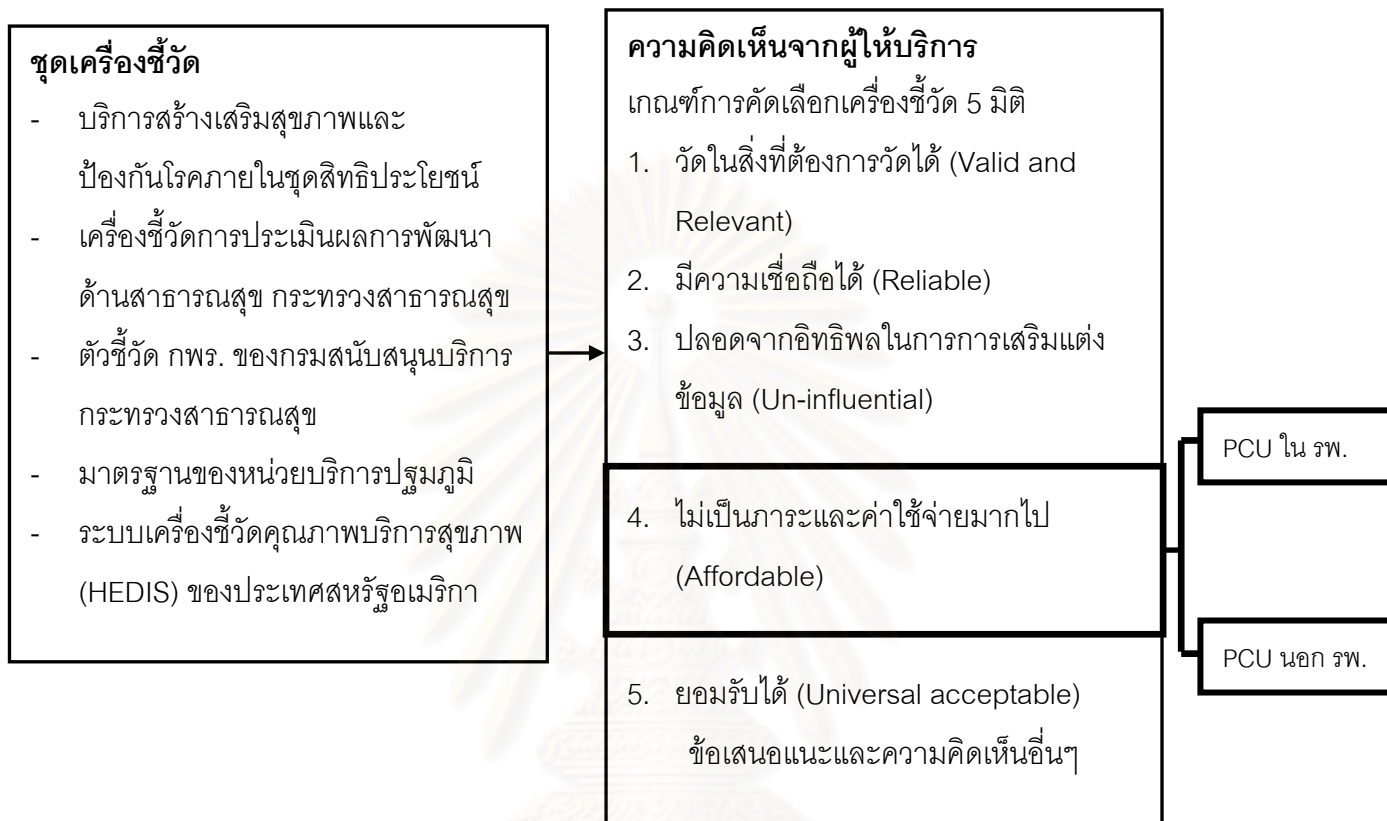 ชุดเครื่องชี้วัด
- บริการสร้างเสริมสุขภาพและ
ป้องกันโรคภายในชุดสิทธิประโยชน์
- เครื่องชี้วัดการประเมินผลการพัฒนา
ด้านสาธารณสุข กระทรวงสาธารณสุข
- ตัวชี้วัด กพร. ของกรมสนับสนุนบริการ
กระทรวงสาธารณสุข
- มาตรฐานของหน่วยบริการปฐมภูมิ
- ระบบเครื่องชี้วัดคุณภาพบริการสุขภาพ
(HEDIS) ของประเทศสหรัฐอเมริกา
ความคิดเห็นจากผู้ให้บริการ
เกณฑ์การคัดเลือกเครื่องชี้วัด 5 มิติ
1. วัดในสิ่งที่ต้องการวัดได้ (Valid and
Relevant)
2. มีความเชื่อถือได้ (Reliable)
3. ปลอดจากอิทธิพลในการการเสริมแต่ง
ข้อมูล (Un-influential)
4. ไม่เป็นภาระและค่าใช้จ่ายมากไป
(Affordable)
5. ยอมรับได้ (Universal acceptable)
ข้อเสนอแนะและความคิดเห็นอื่นๆ
PCU ใน รพ.
PCU นอก รพ.